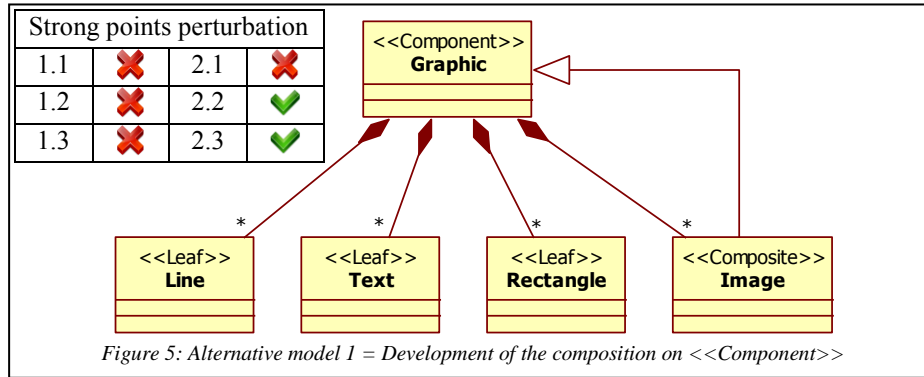 Strong points perturbation
1.1 2.1
1.2 2.2
1.3 2.3
<<Component>>
Graphic
* * * *
<<Leaf>> <<Leaf>> <<Leaf>> <<Composite>>
Line Text Rectangle Image
Figure 5: Alternative model 1 = Development of the composition on <<Component>>